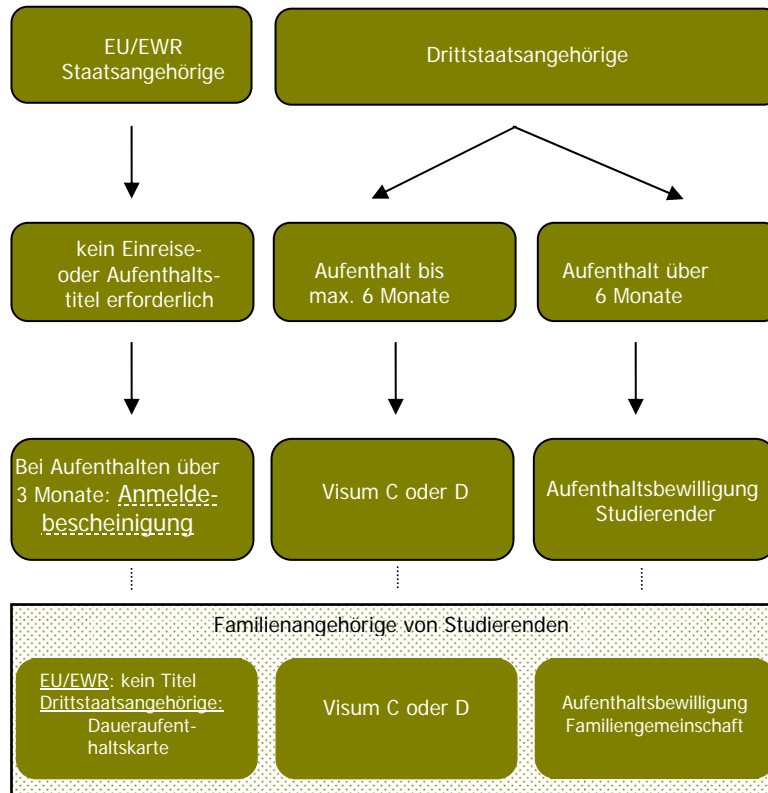 EU/EWR
Staatsangehörige
Drittstaatsangehörige
kein Einreise-
oder Aufenthalts-
titel erforderlich
Aufenthalt bis
max. 6 Monate
Aufenthalt über
6 Monate
Bei Aufenthalten über
3 Monate: Anmelde-
bescheinigung
Visum C oder D
Aufenthaltsbewilligung
Studierender
Familienangehörige von Studierenden
EU/EWR: kein Titel
Drittstaatsangehörige:
Daueraufent-
haltskarte
Visum C oder D
Aufenthaltsbewilligung
Familiengemeinschaft